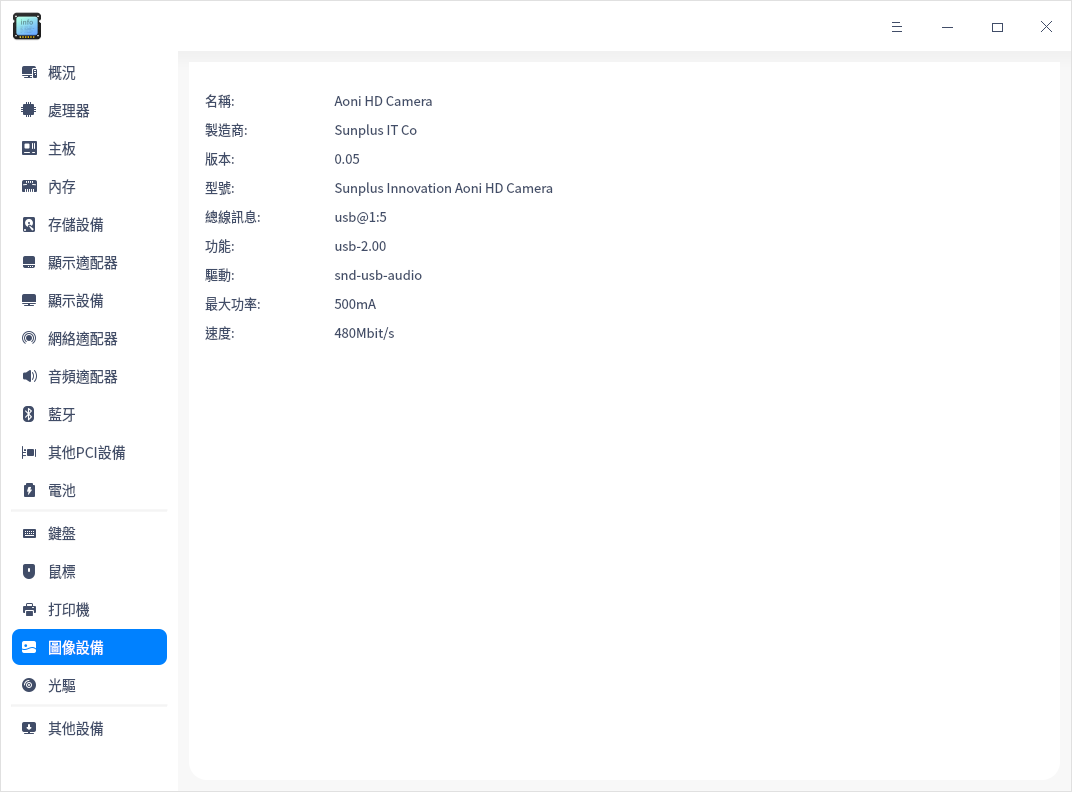 info
概況
處理器
主板
內存
存儲設備
顯示適配器
顯示設備
網絡適配器
音頻適配器
藍牙
其他PCI設備
電池
鍵盤
鼠標
打印機
圖像設備
光驅
其他設備
名稱: Aoni HD Camera
製造商: Sunplus IT Co
版本: 0.05
型號: Sunplus Innovation Aoni HD Camera
總線訊息: usb@1:5
功能: usb-2.00
驅動: snd-usb-audio
最大功率: 500mA
速度: 480Mbit/s